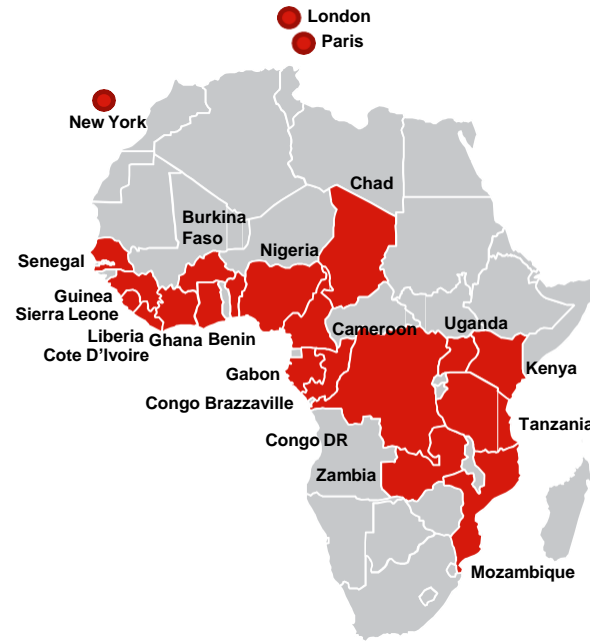 London
Paris
New York
Chad
Burkina
Faso
Nigeria
Senegal
Guinea
Sierra Leone
Liberia
Ghana
Benin
Cote D’Ivoire
Cameroon
Uganda
Kenya
Gabon
Congo Brazzaville
Tanzania
Congo DR
Zambia
Mozambique